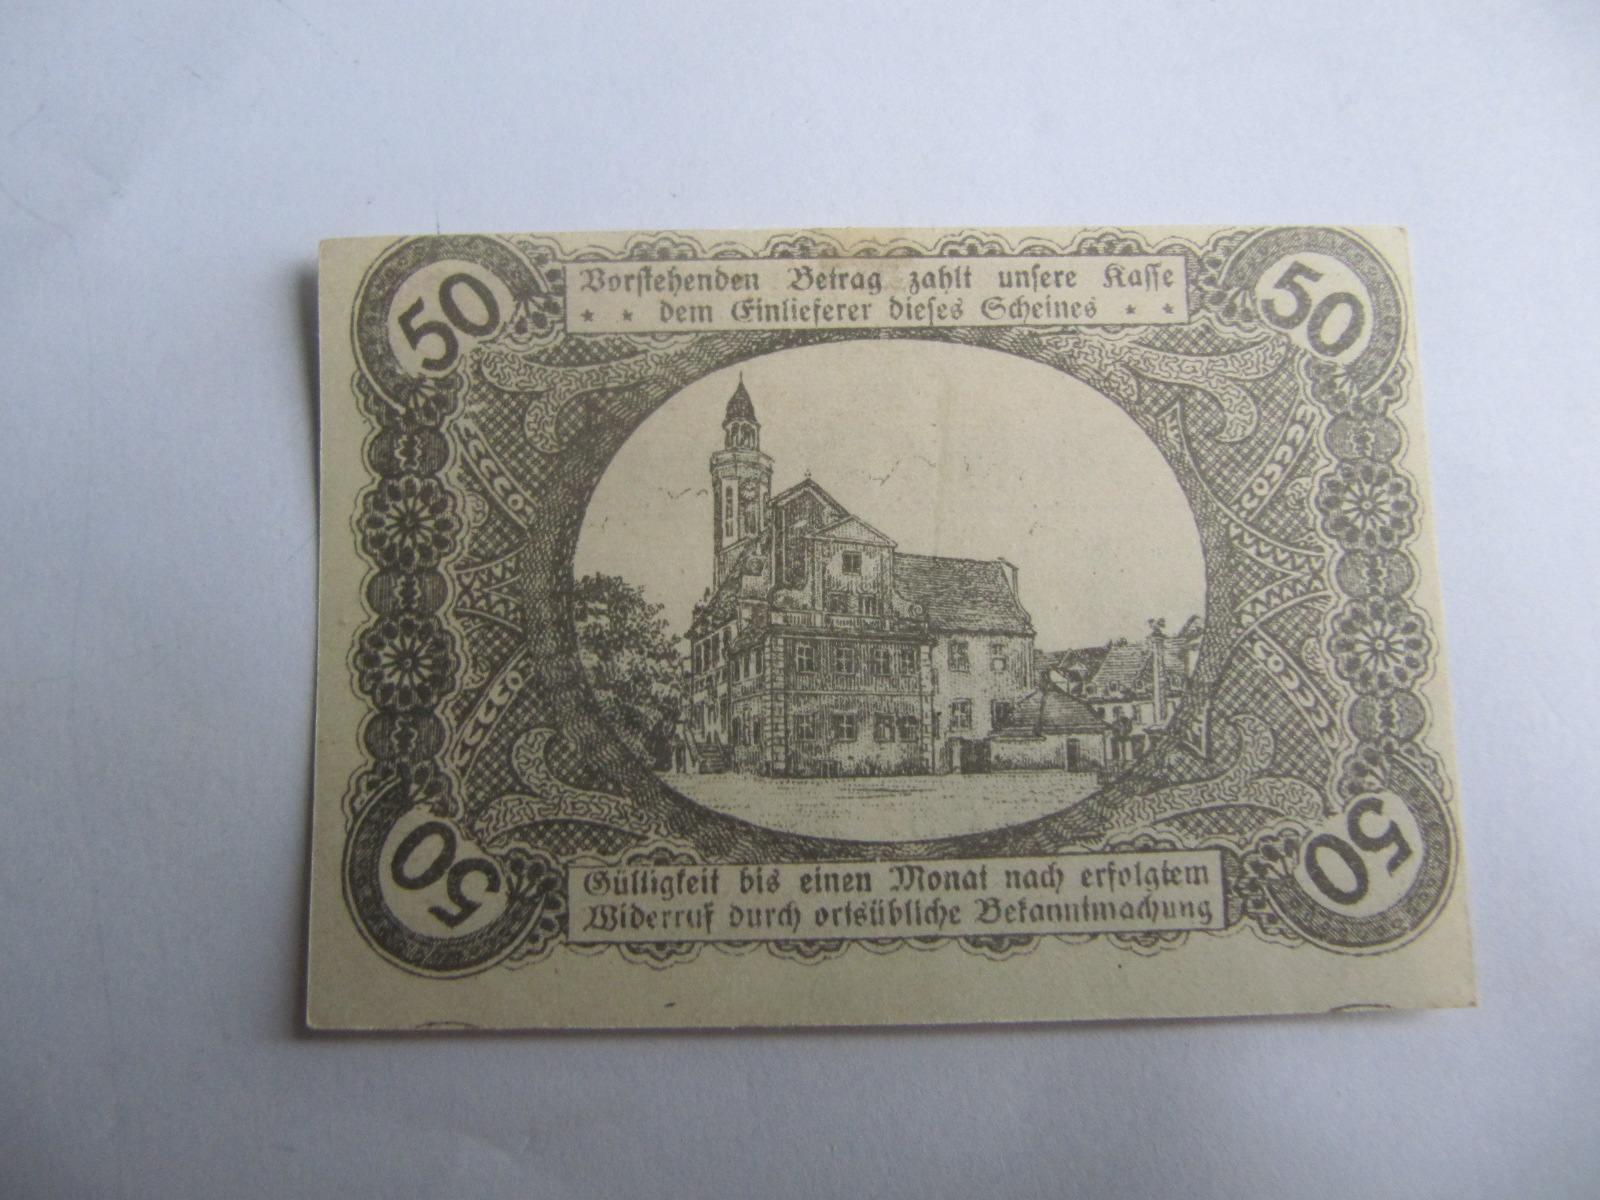 50
50
Vorstehenden Betrag zahlt unsere Kasse
* * dem Einlieferer dieses Scheines * *
Gültigkeit bis einen Monat nach erfolgtem
Widerruf durch ortsübliche Bekanntmachung
50
50